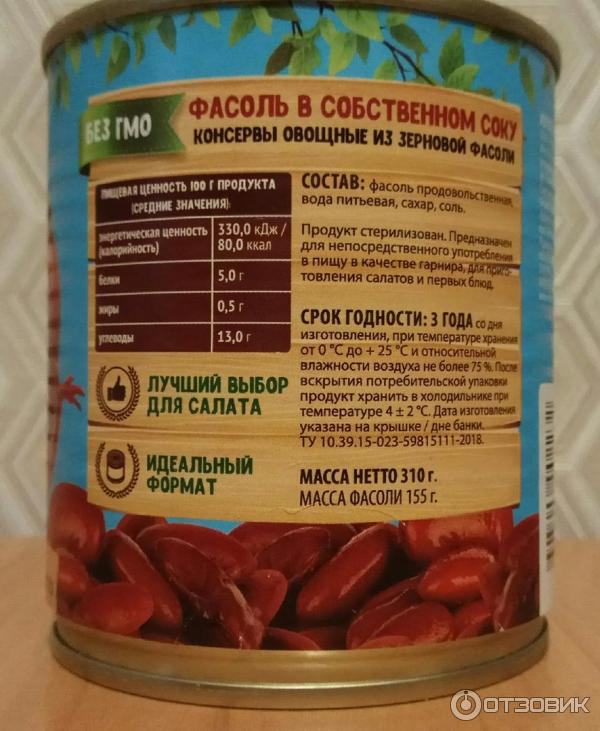 БЕЗ ГМО
ФАСОЛЬ В СОБСТВЕННОМ СОКУ
КОНСЕРВЫ ОВОЩНЫЕ ИЗ ЗЕРНОВОЙ ФАСОЛИ
ПИЩЕВАЯ ЦЕННОСТЬ 100 Г ПРОДУКТА
(СРЕДНИЕ ЗНАЧЕНИЯ):
энергетическая ценность
(калорийность)
330,0 кДж /
80,0 ккал
белки
5,0 г
жиры
0,5 г
углеводы
13,0 г
ЛУЧШИЙ ВЫБОР
ДЛЯ САЛАТА
ИДЕАЛЬНЫЙ
ФОРМАТ
СОСТАВ: фасоль продовольственная,
вода питьевая, сахар, соль.
Продукт стерилизован. Предназначен
для непосредственного употребления
в пищу в качестве гарнира, для приго-
товления салатов и первых блюд.
СРОК ГОДНОСТИ: 3 ГОДА со дня
изготовления, при температуре хранения
от 0 °C до + 25 °C и относительной
влажности воздуха не более 75 %. После
вскрытия потребительской упаковки
продукт хранить в холодильнике при
температуре 4 ± 2 °C. Дата изготовления
указана на крышке / дне банки.
ТУ 10.39.15-023-59815111-2018.
МАССА НЕТТО 310 г.
МАССА ФАСОЛИ 155 г.
ОТЗОВИК